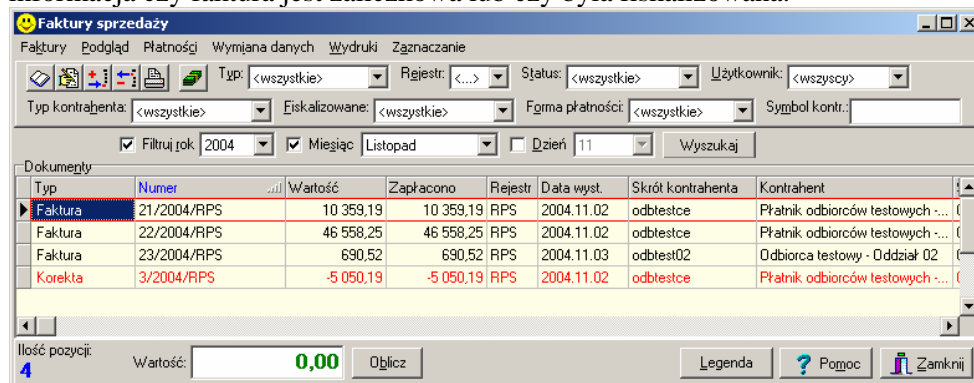 informacja czy faktura jest zaliczkowa lub czy była fiskalizowana.
Faktury sprzedaży
Faktury Podgląd Płatności Wymiana danych Wydruki Zaznaczanie
Typ: <wszystkie> Rejestr: <...> Status: <wszystkie> Użytkownik: <wszyscy>
Typ kontrahenta: <wszystkie> Fiskalizowane: <wszystkie> Forma płatności: <wszystkie> Symbol kontr.:
Filtruj rok 2004 Miesiąc Listopad Dzień 11 Wyszukaj
Dokumenty
Typ Numer Wartość Zapłacono Rejestr Data wyst. Skrót kontrahenta Kontrahent
Faktura 21/2004/RPS 10 359,19 10 359,19 RPS 2004.11.02 odbtestce Płatnik odbiorców testowych -...
Faktura 22/2004/RPS 46 558,25 46 558,25 RPS 2004.11.02 odbtestce Płatnik odbiorców testowych -...
Faktura 23/2004/RPS 690,52 690,52 RPS 2004.11.03 odbtest02 Odbiorca testowy - Oddział 02
Korekta 3/2004/RPS -5 050,19 -5 050,19 RPS 2004.11.02 odbtestce Płatnik odbiorców testowych -...
Ilość pozycji:
4 Wartość: 0,00 Oblicz Legenda Pomoc Zamknij